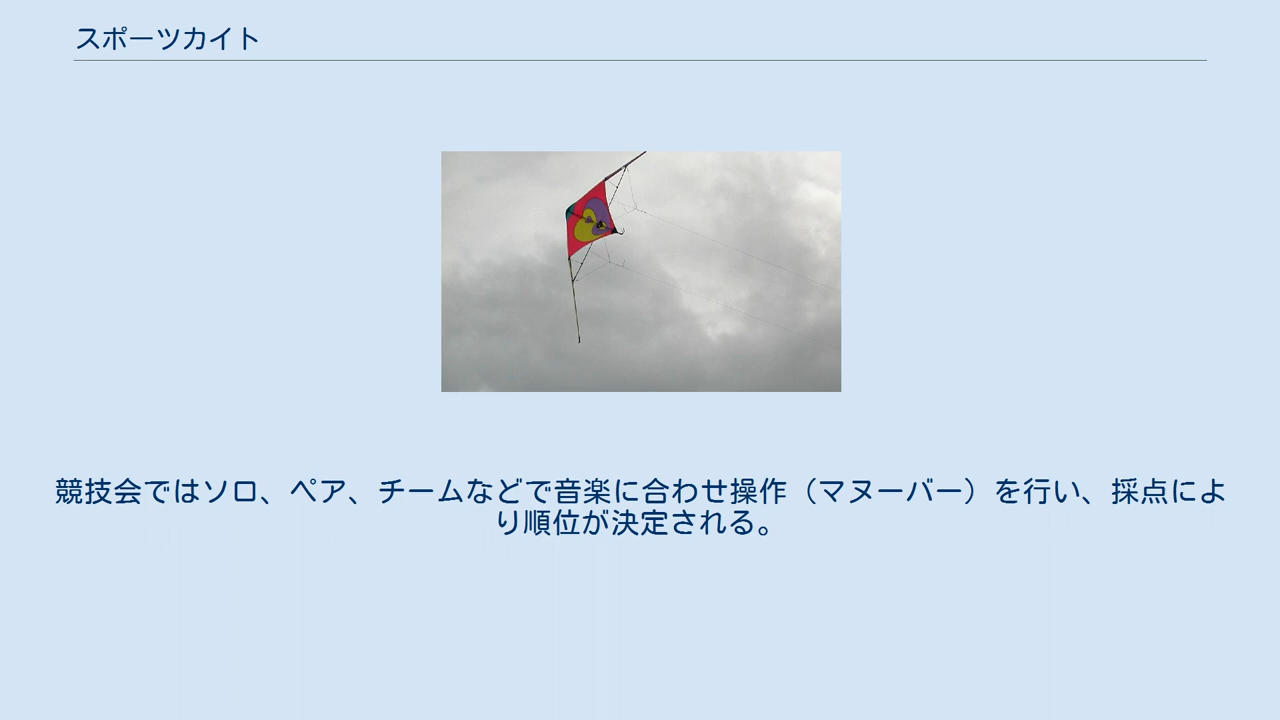 スポーツカイト
競技会ではソロ、ペア、チームなどで音楽に合わせ操作（マヌーバー）を行い、採点によ
り順位が決定される。